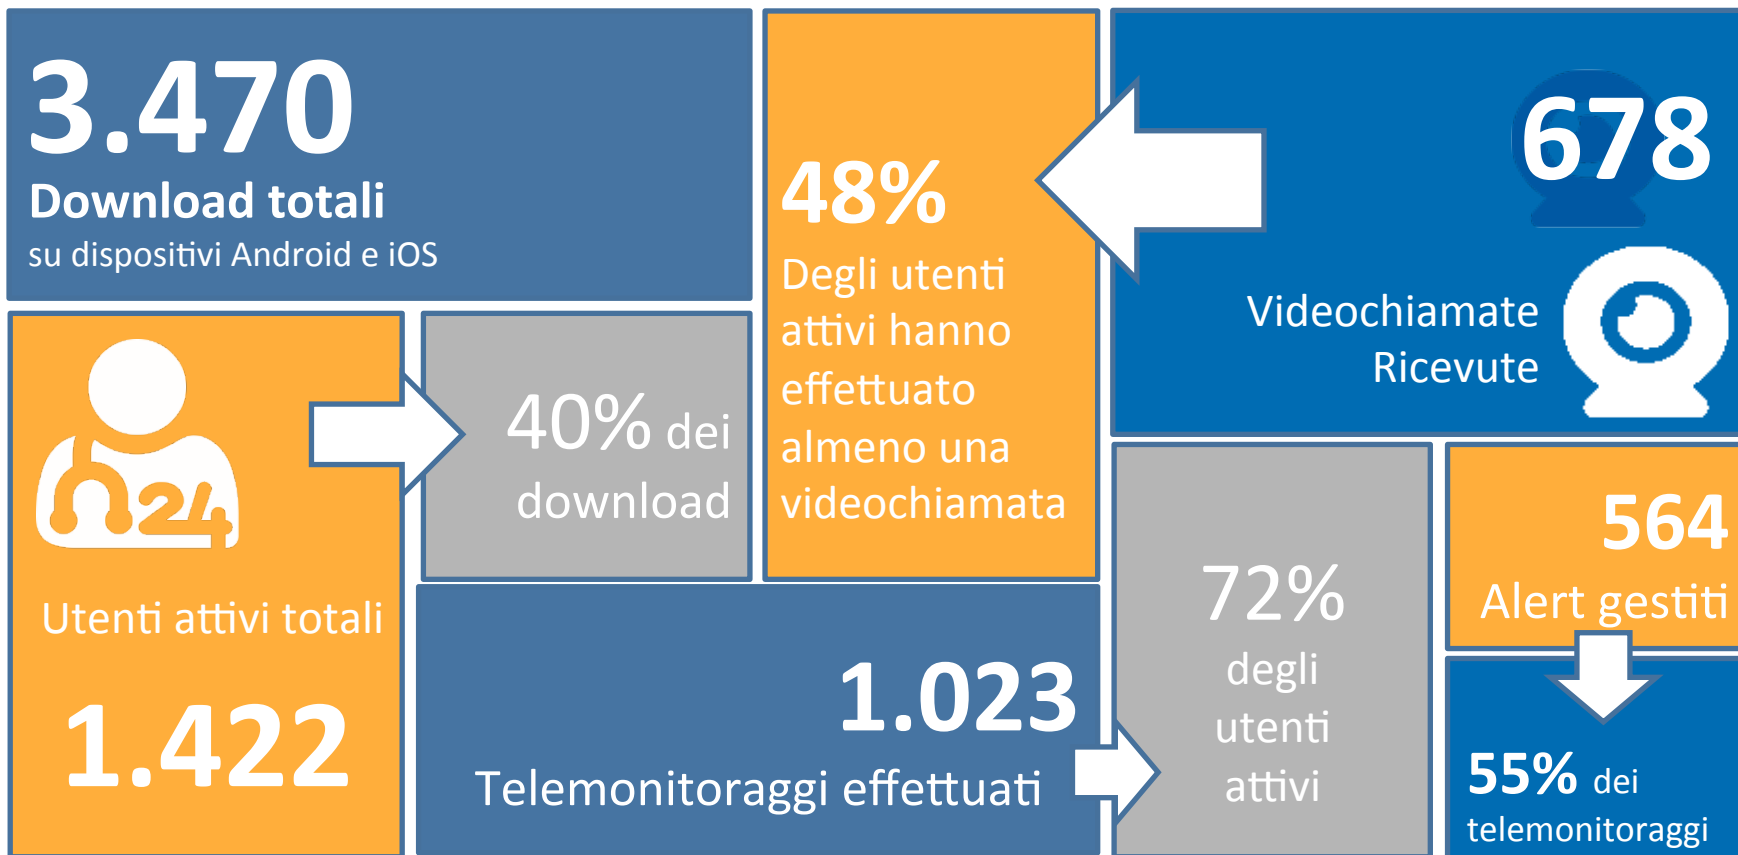 3.470
Download totali
su dispositivi Android e iOS
24
Utenti attivi totali
1.422
40% dei
download
48%
Degli utenti
attivi hanno
effettuato
almeno una
videochiamata
678
Videochiamate
Ricevute
1.023
Telemonitoraggi effettuati
72%
degli
utenti
attivi
564
Alert gestiti
55% dei
telemonitoraggi